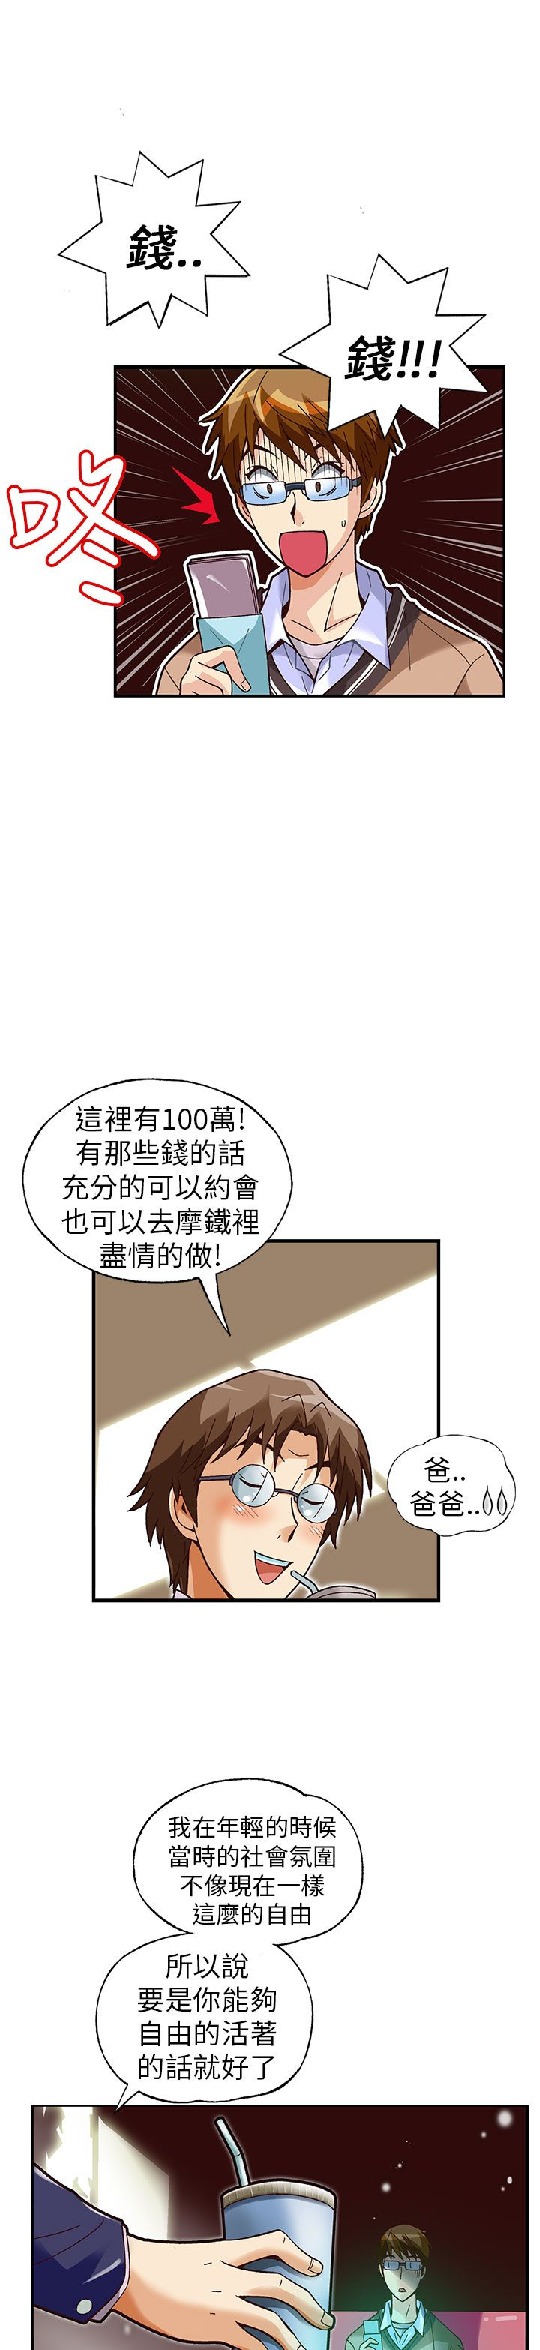 錢..
錢!!!
咚
這裡有100萬!
有那些錢的話
充分的可以約會
也可以去摩鐵裡
盡情的做!
爸..
爸爸..
我在年輕的時候
當時的社會氛圍
不像現在一樣
這麼的自由
所以說
要是你能夠
自由的活著
的話就好了